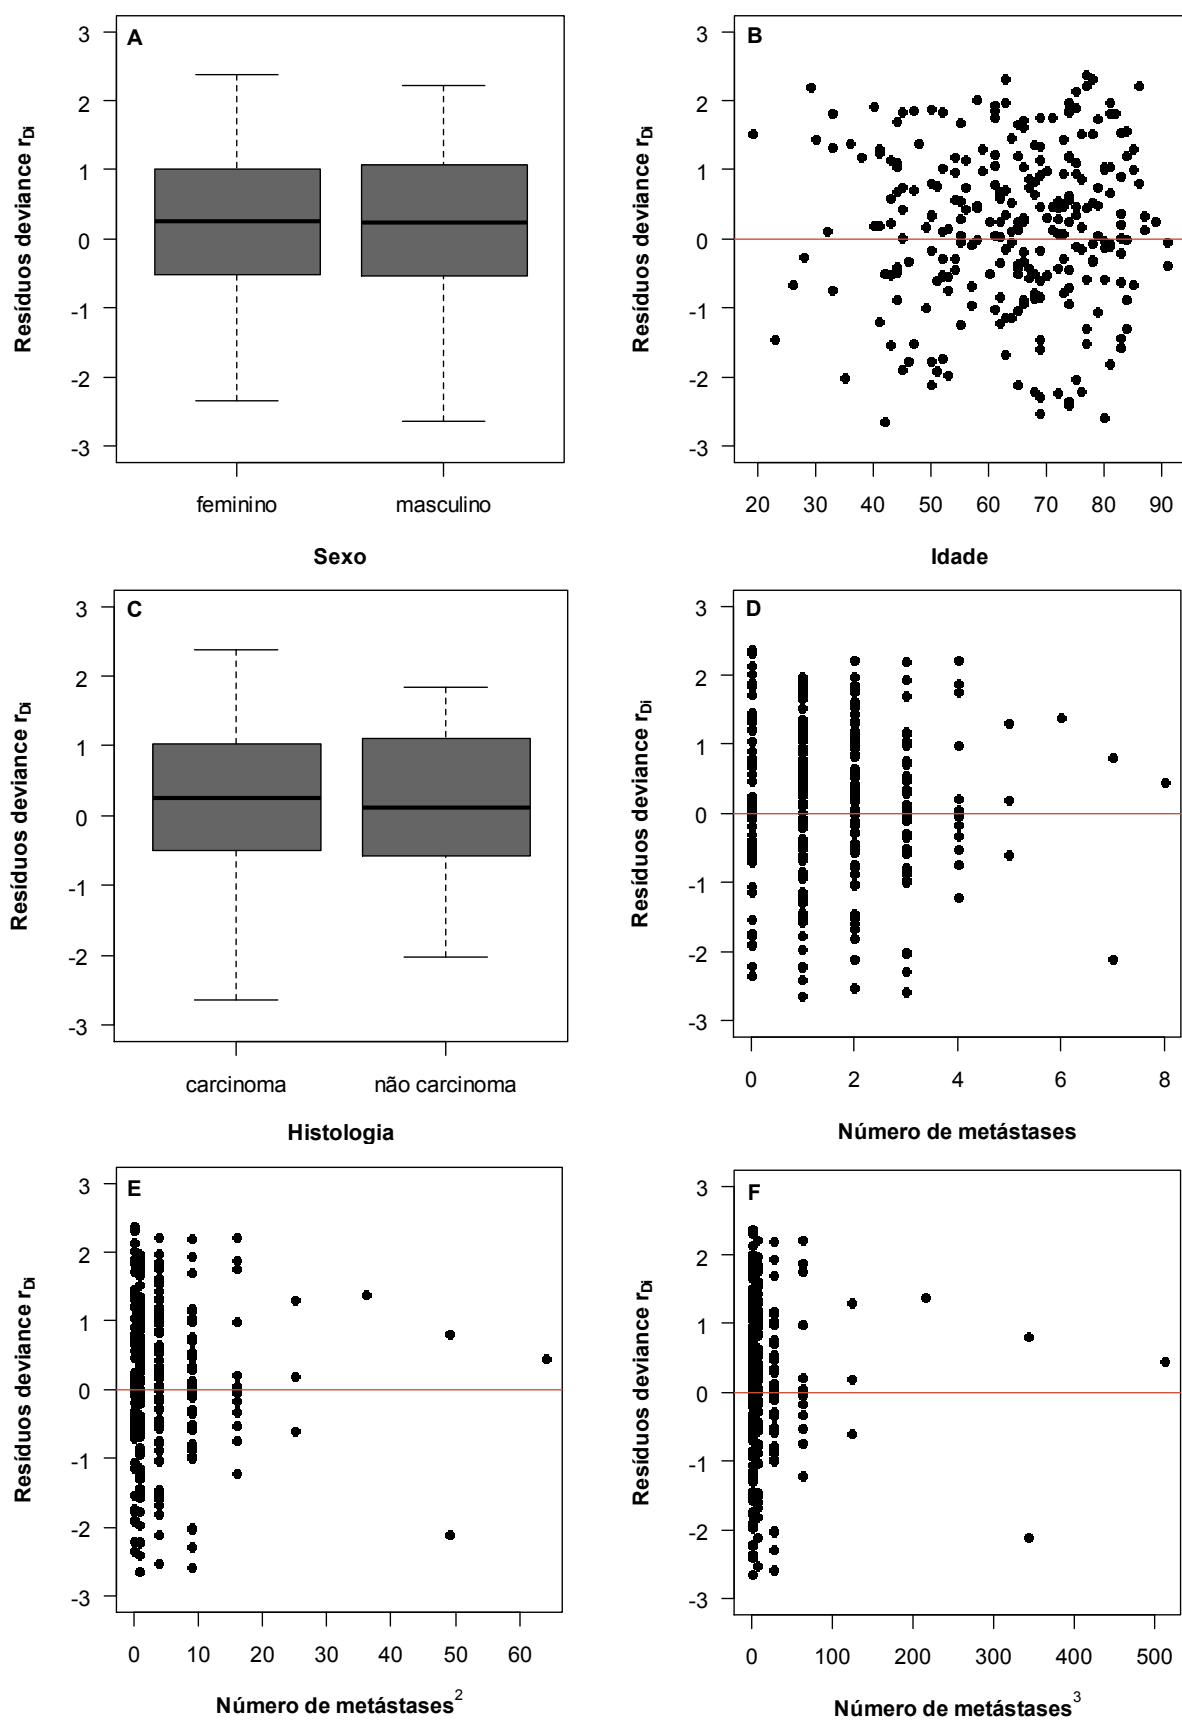 A
Resíduos deviance rDi
3
2
1
0
-1
-2
-3
feminino masculino
Sexo
B
Resíduos deviance rDi
3
2
1
0
-1
-2
-3
20 30 40 50 60 70 80 90
Idade
C
Resíduos deviance rDi
3
2
1
0
-1
-2
-3
carcinoma não carcinoma
Histologia
D
Resíduos deviance rDi
3
2
1
0
-1
-2
-3
0 2 4 6 8
Número de metástases
E
Resíduos deviance rDi
3
2
1
0
-1
-2
-3
0 10 20 30 40 50 60
Número de metástases²
F
Resíduos deviance rDi
3
2
1
0
-1
-2
-3
0 100 200 300 400 500
Número de metástases³